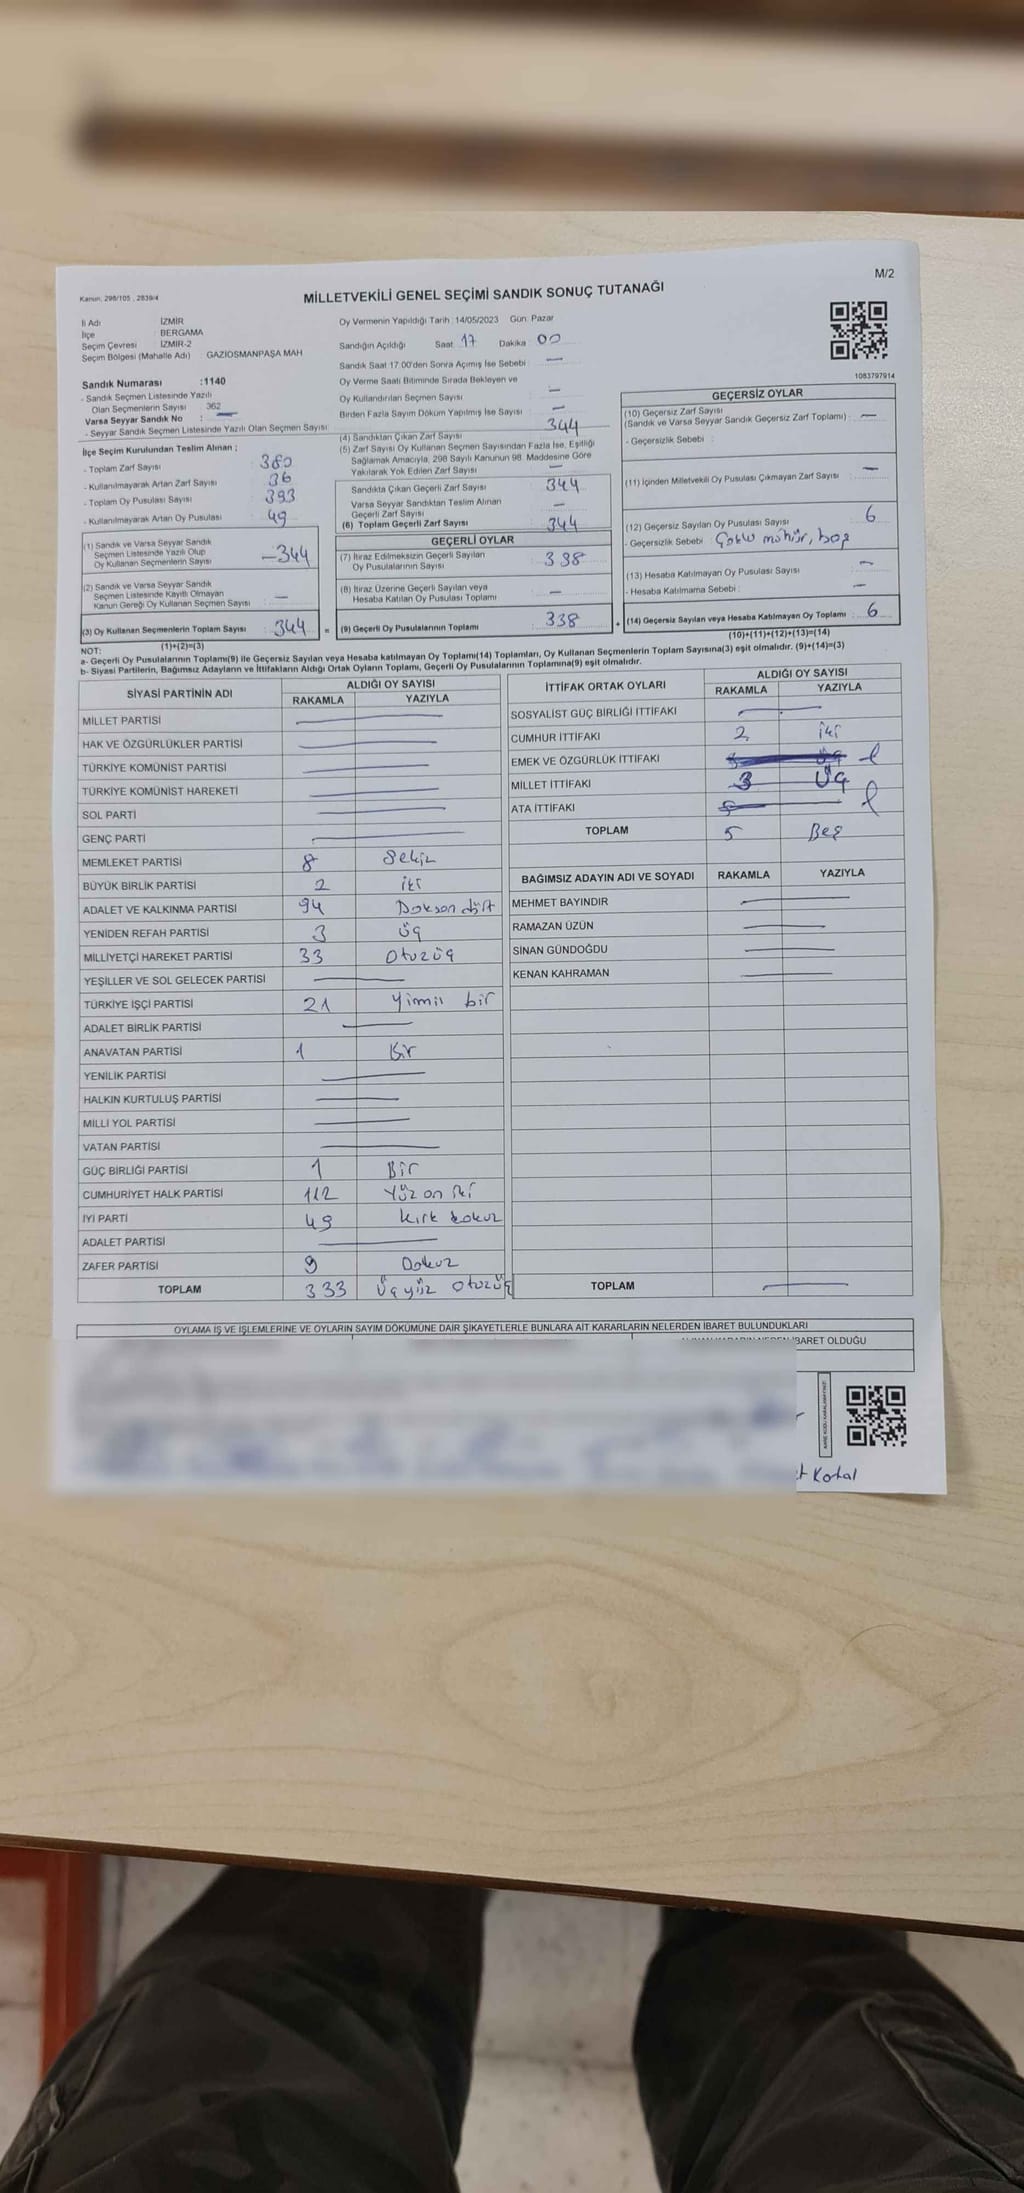 M/2
Kanun. 298/105 , 2839/4
MİLLETVEKİLİ GENEL SEÇİMİ SANDIK SONUÇ TUTANAĞI
İl Adı İZMİR
İlçe BERGAMA
Seçim Çevresi İZMİR-2
Seçim Bölgesi (Mahalle Adı) GAZİOSMANPAŞA MAH
Sandık Numarası :1140
- Sandık Seçmen Listesinde Yazılı
Olan Seçmenlerin Sayısı 362
Varsa Seyyar Sandık No : —
- Seyyar Sandık Seçmen Listesinde Yazılı Olan Seçmen Sayısı
İlçe Seçim Kurulundan Teslim Alınan ;
- Toplam Zarf Sayısı 380
- Kullanılmayarak Artan Zarf Sayısı 36
- Toplam Oy Pusulası Sayısı 393
- Kullanılmayarak Artan Oy Pusulası 49
(1) Sandık ve Varsa Seyyar Sandık
Seçmen Listesinde Yazılı Olup
Oy Kullanan Seçmenlerin Sayısı —344
(2) Sandık ve Varsa Seyyar Sandık
Seçmen Listesinde Kayıtlı Olmayan
Kanun Gereği Oy Kullanan Seçmen Sayısı —
(3) Oy Kullanan Seçmenlerin Toplam Sayısı 344 =
(1)+(2)=(3)
Oy Vermenin Yapıldığı Tarih :14/05/2023 Gün: Pazar
Sandığın Açıldığı Saat 17 Dakika 00
Sandık Saat 17.00'den Sonra Açımış İse Sebebi —
Oy Verme Saati Bitiminde Sırada Bekleyen ve
Oy Kullandırılan Seçmen Sayısı —
Birden Fazla Sayım Döküm Yapılmış İse Sayısı —
(4) Sandıktan Çıkan Zarf Sayısı 344
(5) Zarf Sayısı Oy Kullanan Seçmen Sayısından Fazla İse, Eşitliği
Sağlamak Amacıyla, 298 Sayılı Kanunun 98. Maddesine Göre
Yakılarak Yok Edilen Zarf Sayısı —
Sandıkta Çıkan Geçerli Zarf Sayısı 344
Varsa Seyyar Sandıktan Teslim Alınan
Geçerli Zarf Sayısı —
(6) Toplam Geçerli Zarf Sayısı 344
GEÇERLİ OYLAR
(7) İtiraz Edilmeksizin Geçerli Sayılan
Oy Pusulalarının Sayısı 338
(8) İtiraz Üzerine Geçerli Sayılan veya
Hesaba Katılan Oy Pusulası Toplamı —
(9) Geçerli Oy Pusulalarının Toplamı 338 +
1083797914
GEÇERSİZ OYLAR
(10) Geçersiz Zarf Sayısı
(Sandık ve Varsa Seyyar Sandık Geçersiz Zarf Toplamı) : —
- Geçersizlik Sebebi :
(11) İçinden Milletvekili Oy Pusulası Çıkmayan Zarf Sayısı —
(12) Geçersiz Sayılan Oy Pusulası Sayısı 6
- Geçersizlik Sebebi : Çoklu mühür, boş
(13) Hesaba Katılmayan Oy Pusulası Sayısı —
- Hesaba Katılmama Sebebi : —
(14) Geçersiz Sayılan veya Hesaba Katılmayan Oy Toplamı 6
(10)+(11)+(12)+(13)=(14)
NOT:
a- Geçerli Oy Pusulalarının Toplamı(9) ile Geçersiz Sayılan veya Hesaba katılmayan Oy Toplamı(14) Toplamları, Oy Kullanan Seçmenlerin Toplam Sayısına(3) eşit olmalıdır. (9)+(14)=(3)
b- Siyasi Partilerin, Bağımsız Adayların ve İttifakların Aldığı Ortak Oyların Toplamı, Geçerli Oy Pusulalarının Toplamına(9) eşit olmalıdır.
SİYASİ PARTİNİN ADI ALDIĞI OY SAYISI
RAKAMLA YAZIYLA
MİLLET PARTİSİ —
HAK VE ÖZGÜRLÜKLER PARTİSİ —
TÜRKİYE KOMÜNİST PARTİSİ —
TÜRKİYE KOMÜNİST HAREKETİ —
SOL PARTİ —
GENÇ PARTİ —
MEMLEKET PARTİSİ 8 Sekiz
BÜYÜK BİRLİK PARTİSİ 2 iki
ADALET VE KALKINMA PARTİSİ 94 Doksan dört
YENİDEN REFAH PARTİSİ 3 üç
MİLLİYETÇİ HAREKET PARTİSİ 33 Otuzüç
YEŞİLLER VE SOL GELECEK PARTİSİ —
TÜRKİYE İŞÇİ PARTİSİ 21 Yirmi bir
ADALET BİRLİK PARTİSİ —
ANAVATAN PARTİSİ 1 Bir
YENİLİK PARTİSİ —
HALKIN KURTULUŞ PARTİSİ —
MİLLİ YOL PARTİSİ —
VATAN PARTİSİ —
GÜÇ BİRLİĞİ PARTİSİ 1 Bir
CUMHURİYET HALK PARTİSİ 112 Yüz on iki
İYİ PARTİ 49 Kırk dokuz
ADALET PARTİSİ —
ZAFER PARTİSİ 9 Dokuz
TOPLAM 333 Üçyüz Otuzüç
İTTİFAK ORTAK OYLARI ALDIĞI OY SAYISI
RAKAMLA YAZIYLA
SOSYALİST GÜÇ BİRLİĞİ İTTİFAKI —
CUMHUR İTTİFAKI 2 iki
EMEK VE ÖZGÜRLÜK İTTİFAKI
MİLLET İTTİFAKI 3 üç
ATA İTTİFAKI —
TOPLAM 5 Beş
BAĞIMSIZ ADAYIN ADI VE SOYADI RAKAMLA YAZIYLA
MEHMET BAYINDIR —
RAMAZAN ÜZÜN —
SİNAN GÜNDOĞDU —
KENAN KAHRAMAN —
TOPLAM —
OYLAMA İŞ VE İŞLEMLERİNE VE OYLARIN SAYIM DÖKÜMÜNE DAİR ŞİKAYETLERLE BUNLARA AİT KARARLARIN NELERDEN İBARET BULUNDUKLARI
İBARET OLDUĞU